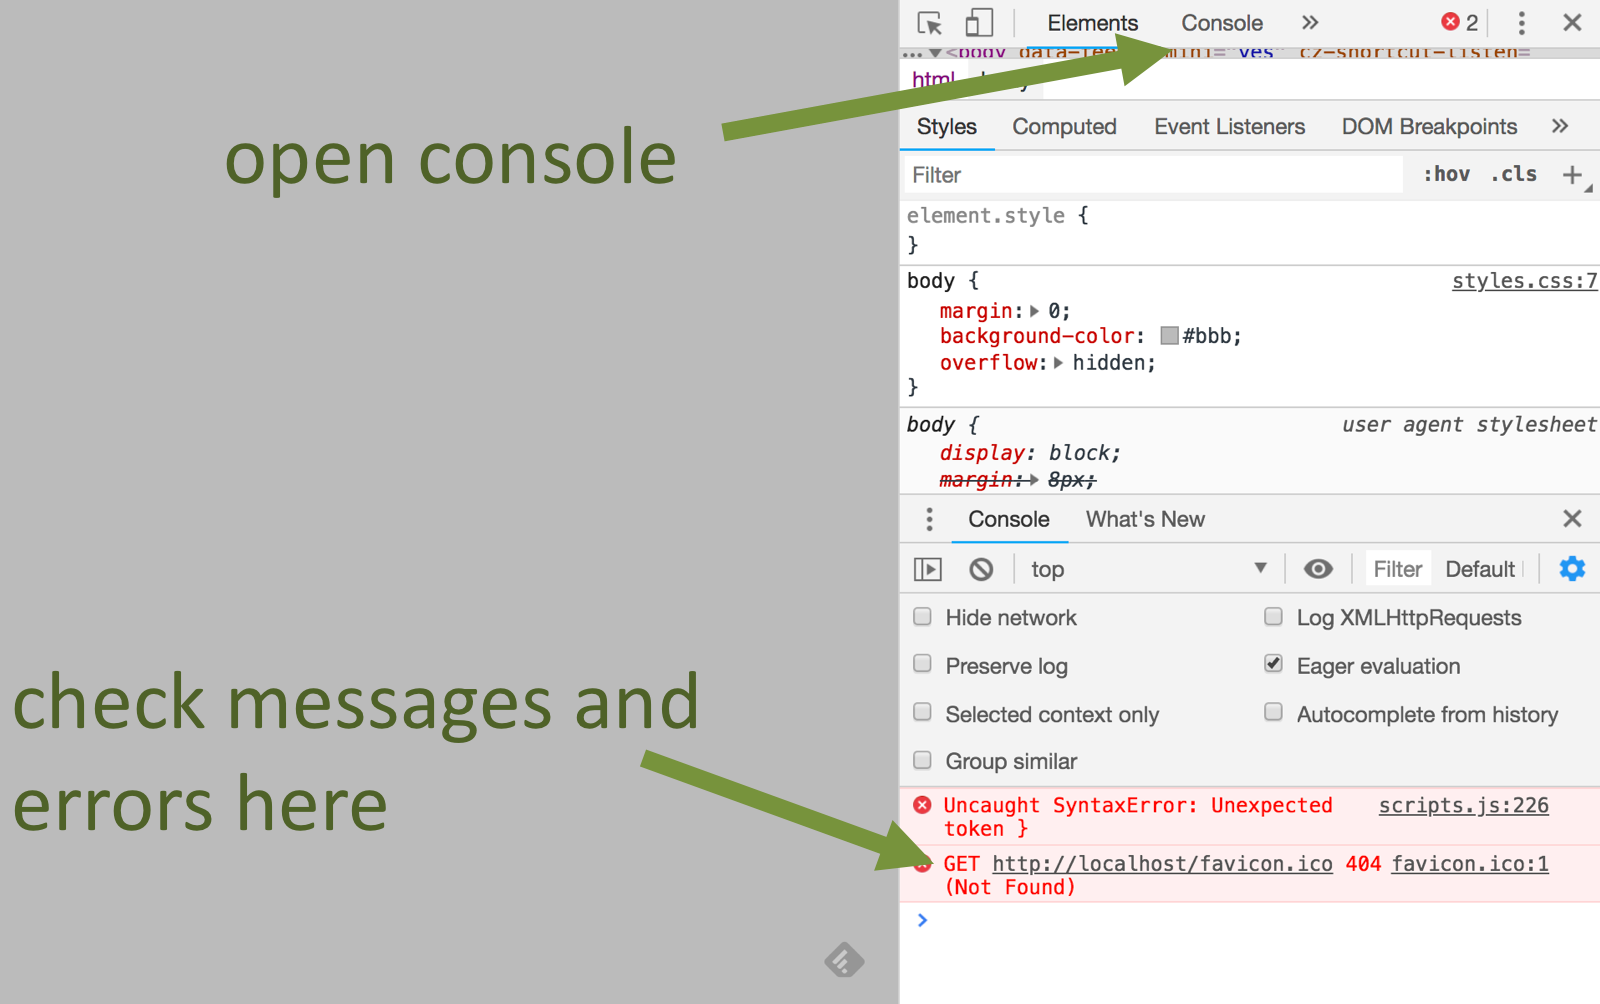 Elements Console » 2
<body data-fee mini="yes" cz-shortcut-listen=
html
open console
Styles Computed Event Listeners DOM Breakpoints »
Filter :hov .cls +
element.style {
}
body { styles.css:7
margin: 0;
background-color: #bbb;
overflow: hidden;
}
body { user agent stylesheet
display: block;
margin: 8px;
Console What's New
top Filter Default
Hide network Log XMLHttpRequests
Preserve log Eager evaluation
Selected context only Autocomplete from history
Group similar
check messages and
errors here
Uncaught SyntaxError: Unexpected scripts.js:226
token }
GET http://localhost/favicon.ico 404 favicon.ico:1
(Not Found)
>